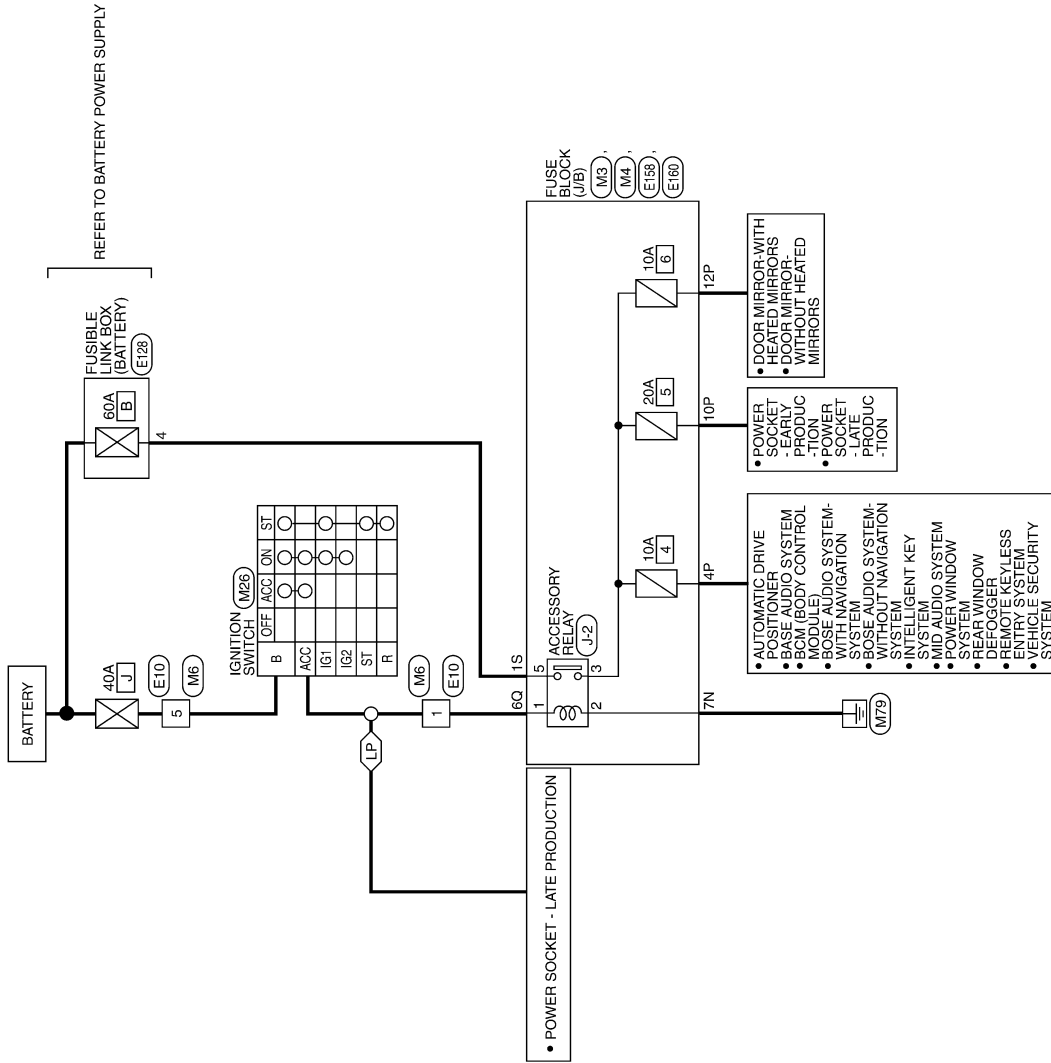 REFER TO BATTERY POWER SUPPLY
BATTERY
40A
J
E10
5
M6
60A
B
FUSIBLE
LINK BOX
(BATTERY)
E128
4
IGNITION
SWITCH
M26
OFF ACC ON ST
B
ACC
IG1
IG2
ST
R
LP
M6
1
E10
• POWER SOCKET - LATE PRODUCTION
6Q
1S
1
5
2
3
ACCESSORY
RELAY
J-2
FUSE
BLOCK
(J/B)
M3 ,
M4 ,
E158 ,
E160
10A
4
20A
5
10A
6
7N
4P
10P
12P
M79
• AUTOMATIC DRIVE
POSITIONER
• BASE AUDIO SYSTEM
• BCM (BODY CONTROL
MODULE)
• BOSE AUDIO SYSTEM-
WITH NAVIGATION
SYSTEM
• BOSE AUDIO SYSTEM-
WITHOUT NAVIGATION
SYSTEM
• INTELLIGENT KEY
SYSTEM
• MID AUDIO SYSTEM
• POWER WINDOW
SYSTEM
• REAR WINDOW
DEFOGGER
• REMOTE KEYLESS
ENTRY SYSTEM
• VEHICLE SECURITY
SYSTEM
• POWER
SOCKET
- EARLY
PRODUC
-TION
• POWER
SOCKET
- LATE
PRODUC
-TION
• DOOR MIRROR-WITH
HEATED MIRRORS
• DOOR MIRROR-
WITHOUT HEATED
MIRRORS